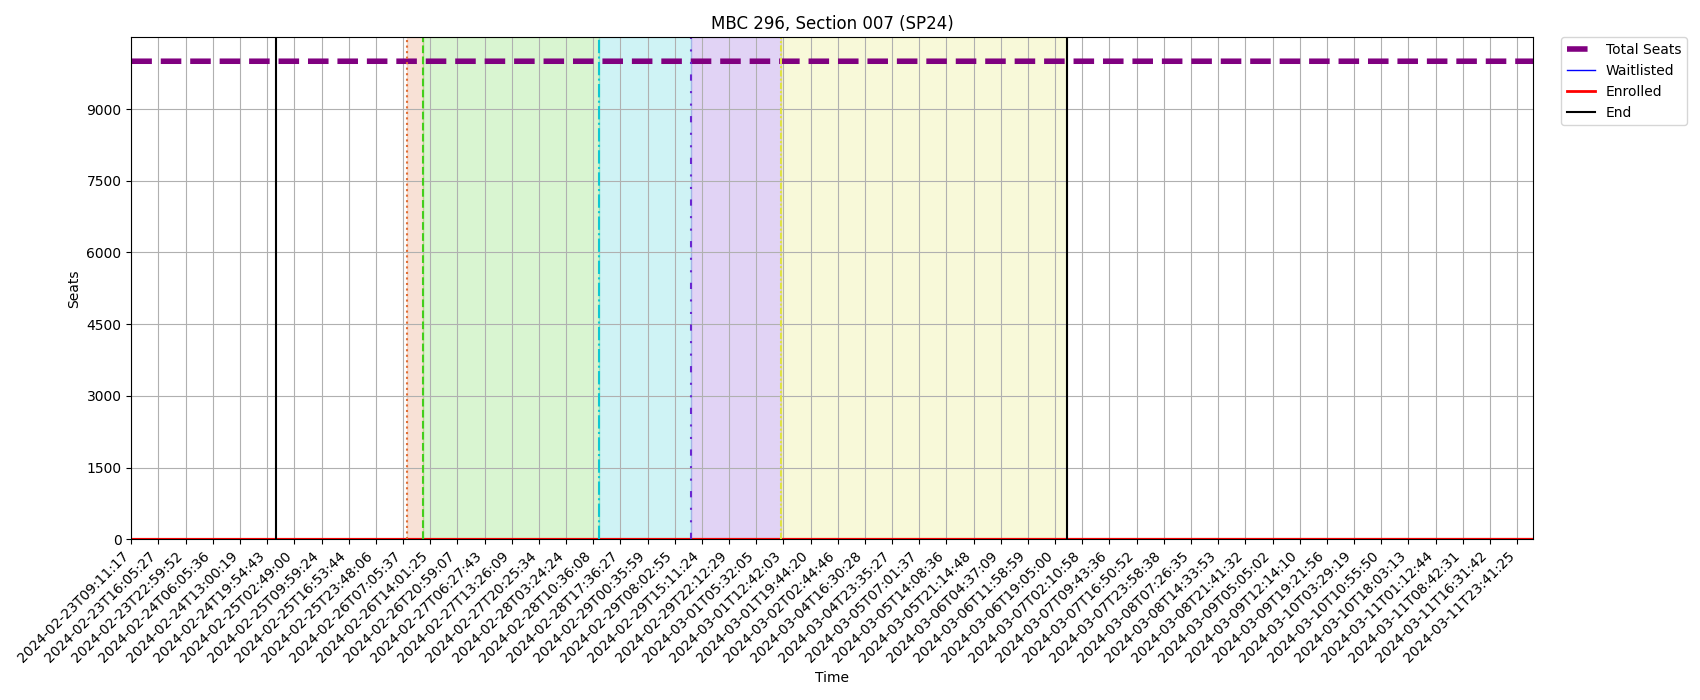 MBC 296, Section 007 (SP24)
Total Seats
Waitlisted
Enrolled
End
Seats
9000
7500
6000
4500
3000
1500
0
2024-02-23T09:11:17
2024-02-23T16:05:27
2024-02-23T22:59:52
2024-02-24T06:05:36
2024-02-24T13:00:19
2024-02-24T19:54:43
2024-02-25T02:49:00
2024-02-25T09:59:24
2024-02-25T16:53:44
2024-02-25T23:48:06
2024-02-26T07:05:37
2024-02-26T14:01:25
2024-02-26T20:59:07
2024-02-27T06:27:43
2024-02-27T13:26:09
2024-02-27T20:25:34
2024-02-28T03:24:24
2024-02-28T10:36:08
2024-02-28T17:36:27
2024-02-29T00:35:59
2024-02-29T08:02:55
2024-02-29T15:11:24
2024-02-29T22:12:29
2024-03-01T05:32:05
2024-03-01T12:42:03
2024-03-01T19:44:20
2024-03-02T02:44:46
2024-03-04T16:30:28
2024-03-04T23:35:27
2024-03-05T07:01:37
2024-03-05T14:08:36
2024-03-05T21:14:48
2024-03-06T04:37:09
2024-03-06T11:58:59
2024-03-06T19:05:00
2024-03-07T02:10:58
2024-03-07T09:43:36
2024-03-07T16:50:52
2024-03-07T23:58:38
2024-03-08T07:26:35
2024-03-08T14:33:53
2024-03-08T21:41:32
2024-03-09T05:05:02
2024-03-09T12:14:10
2024-03-09T19:21:56
2024-03-10T03:29:19
2024-03-10T10:55:50
2024-03-10T18:03:13
2024-03-11T01:12:44
2024-03-11T08:42:31
2024-03-11T16:31:42
2024-03-11T23:41:25
Time